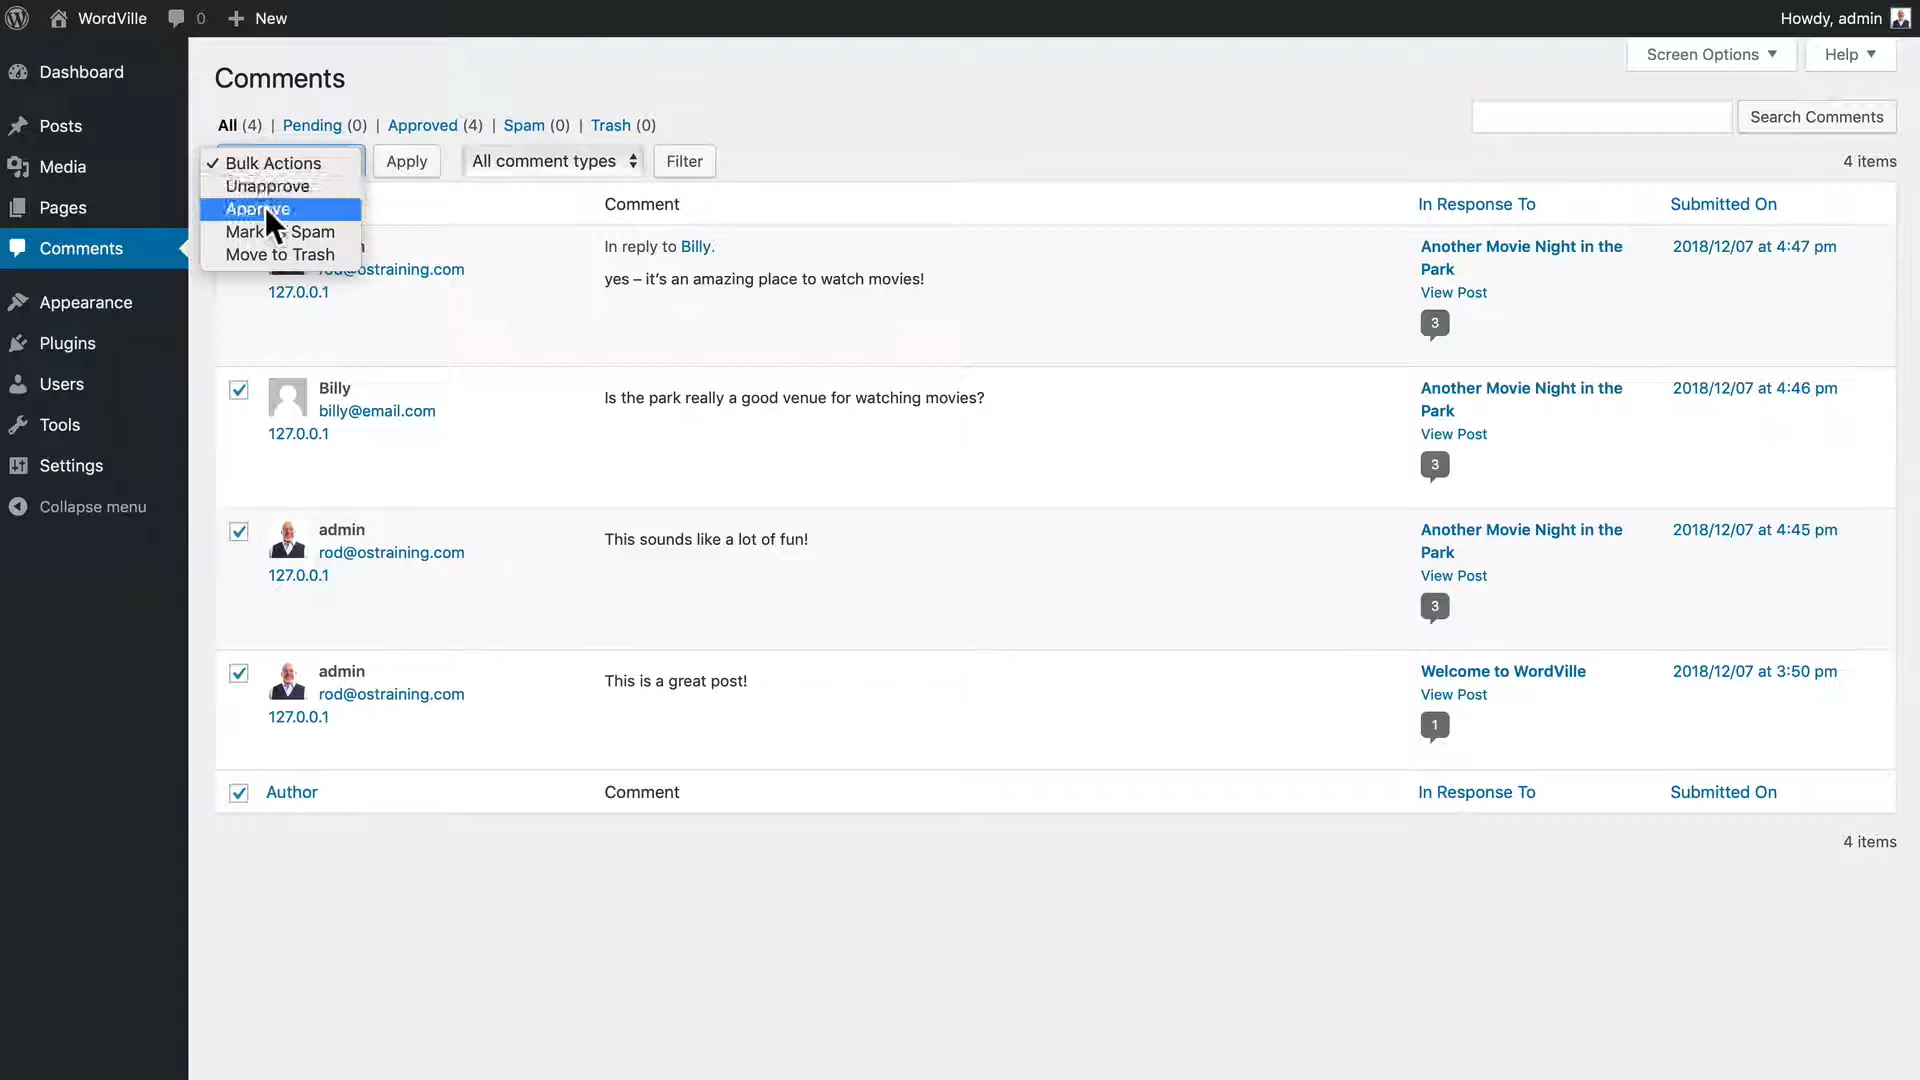 WordVille 0 New Howdy, admin
Screen Options Help
Dashboard
Posts
Media
Pages
Comments
Appearance
Plugins
Users
Tools
Settings
Collapse menu
Comments
All (4) | Pending (0) | Approved (4) | Spam (0) | Trash (0)
Search Comments
Bulk Actions
Unapprove
Approve
Mark Spam
Move to Trash
Apply All comment types Filter 4 items
Comment In Response To Submitted On
rod@ostraining.com
127.0.0.1
In reply to Billy.
yes – it's an amazing place to watch movies!
Another Movie Night in the
Park
View Post
3
2018/12/07 at 4:47 pm
Billy
billy@email.com
127.0.0.1
Is the park really a good venue for watching movies?
Another Movie Night in the
Park
View Post
3
2018/12/07 at 4:46 pm
admin
rod@ostraining.com
127.0.0.1
This sounds like a lot of fun!
Another Movie Night in the
Park
View Post
3
2018/12/07 at 4:45 pm
admin
rod@ostraining.com
127.0.0.1
This is a great post!
Welcome to WordVille
View Post
1
2018/12/07 at 3:50 pm
Author Comment In Response To Submitted On
4 items